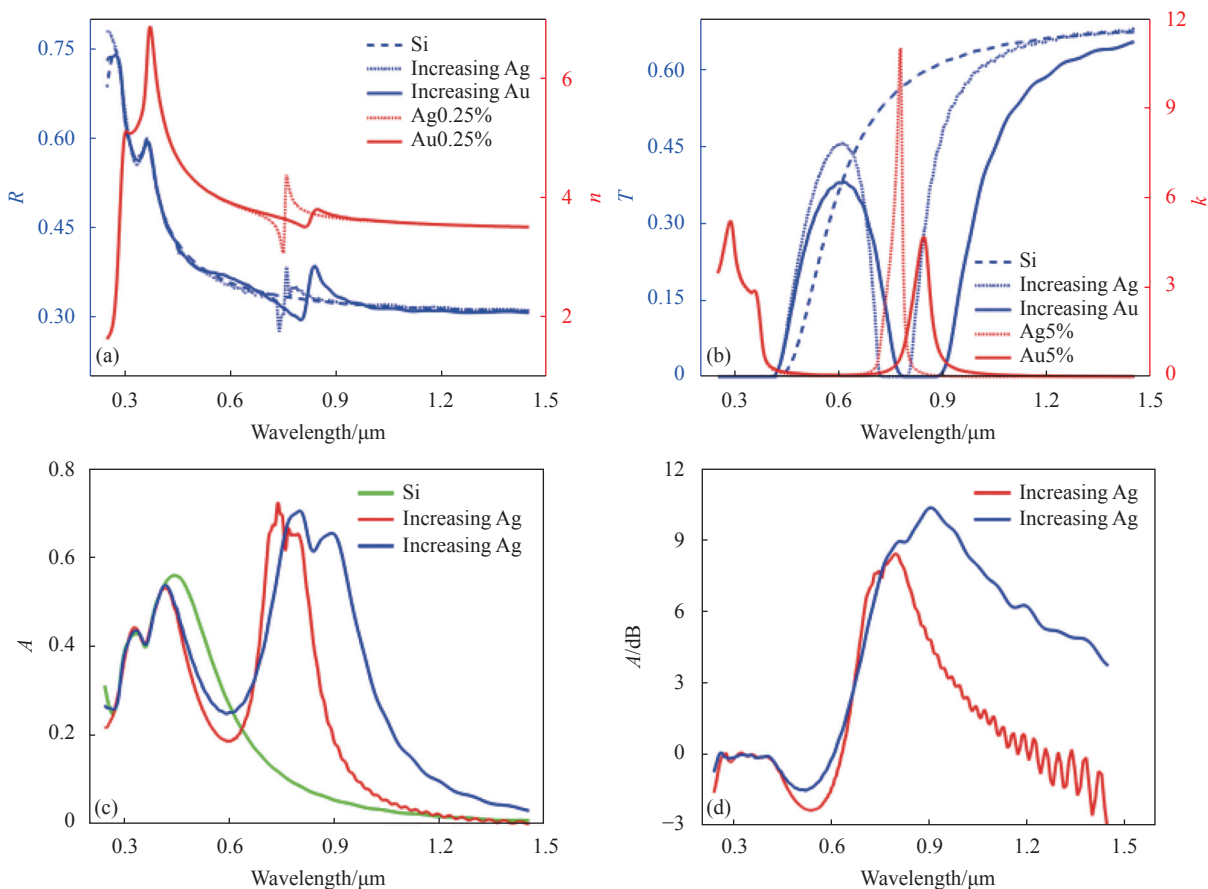 0.75
0.60
0.45
0.30
R
Si
Increasing Ag
Increasing Au
Ag0.25%
Au0.25%
6
4
2
n
(a)
0.3 0.6 0.9 1.2 1.5
Wavelength/μm
0.60
0.45
0.30
0.15
0
T
12
9
6
3
0
k
Si
Increasing Ag
Increasing Au
Ag5%
Au5%
(b)
0.3 0.6 0.9 1.2 1.5
Wavelength/μm
0.8
0.6
0.4
0.2
0
A
Si
Increasing Ag
Increasing Ag
(c)
0.3 0.6 0.9 1.2 1.5
Wavelength/μm
12
9
6
3
0
−3
A/dB
Increasing Ag
Increasing Ag
(d)
0.3 0.6 0.9 1.2 1.5
Wavelength/μm